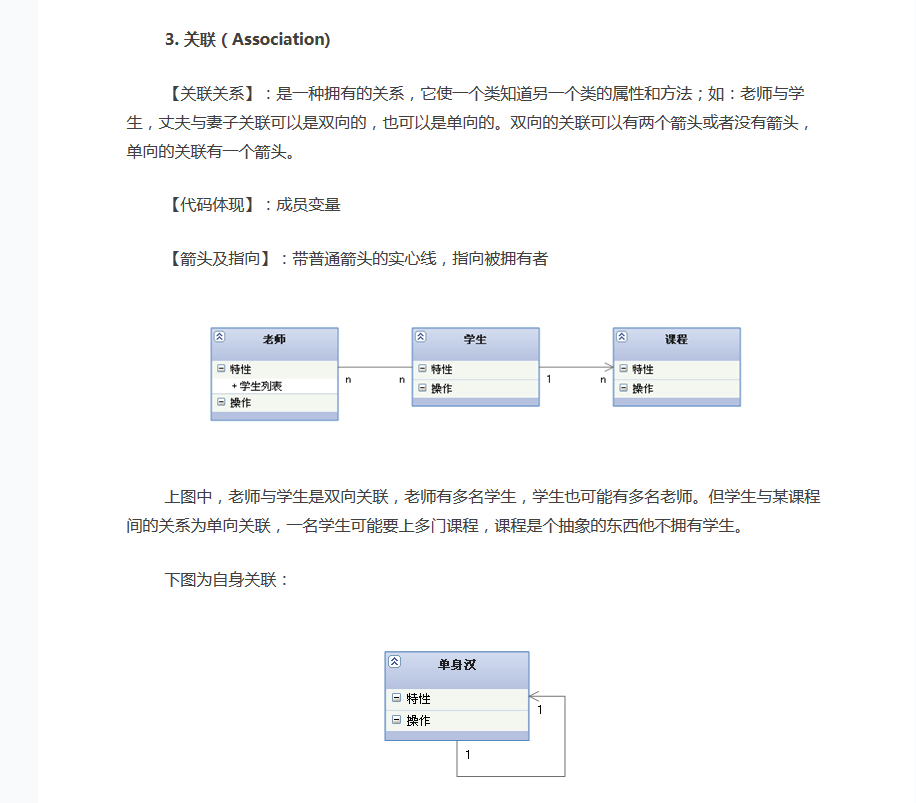 3. 关联（Association)
【关联关系】：是一种拥有的关系，它使一个类知道另一个类的属性和方法；如：老师与学
生，丈夫与妻子关联可以是双向的，也可以是单向的。双向的关联可以有两个箭头或者没有箭头，
单向的关联有一个箭头。
【代码体现】：成员变量
【箭头及指向】：带普通箭头的实心线，指向被拥有者
老师
特性
+ 学生列表
操作
n
n
学生
特性
操作
1
n
课程
特性
操作
上图中，老师与学生是双向关联，老师有多名学生，学生也可能有多名老师。但学生与某课程
间的关系为单向关联，一名学生可能要上多门课程，课程是个抽象的东西他不拥有学生。
下图为自身关联：
单身汉
特性
操作
1
1